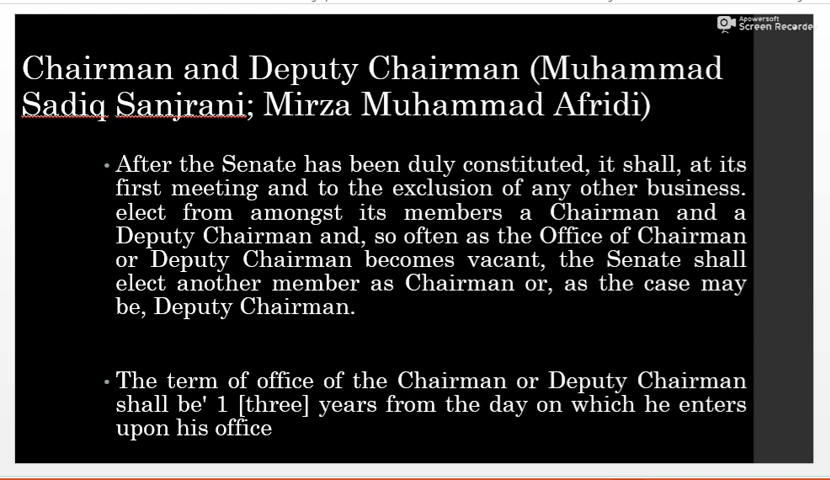 Apowersoft
Screen Recorder
Chairman and Deputy Chairman (Muhammad
Sadiq Sanjrani; Mirza Muhammad Afridi)
• After the Senate has been duly constituted, it shall, at its
first meeting and to the exclusion of any other business.
elect from amongst its members a Chairman and a
Deputy Chairman and, so often as the Office of Chairman
or Deputy Chairman becomes vacant, the Senate shall
elect another member as Chairman or, as the case may
be, Deputy Chairman.
• The term of office of the Chairman or Deputy Chairman
shall be' 1 [three] years from the day on which he enters
upon his office